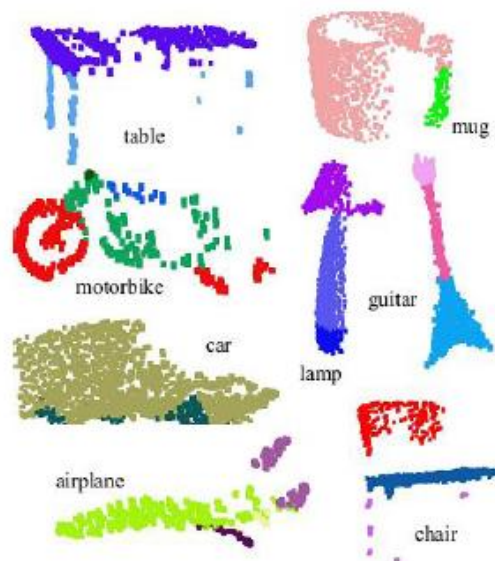 table
mug
motorbike
guitar
car
lamp
airplane
chair